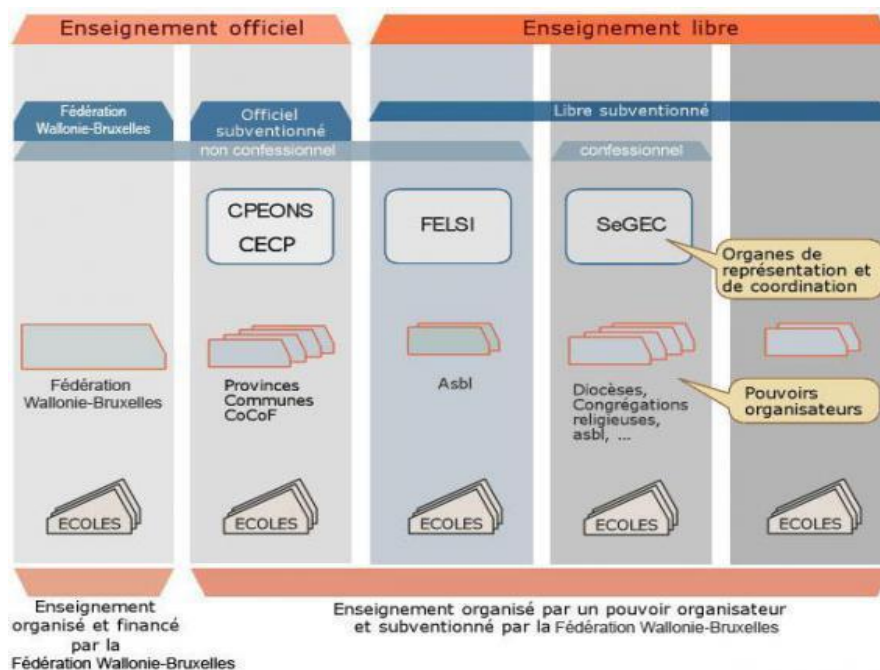 Enseignement officiel
Enseignement libre
Fédération
Wallonie-Bruxelles
Officiel
subventionné
Libre subventionné
non confessionnel
confessionnel
CPEONS
CECP
FELSI
SeGEC
Organes de
représentation et
de coordination
Fédération
Wallonie-Bruxelles
Provinces
Communes
CoCoF
Asbl
Diocèses,
Congrégations
religieuses,
asbl, ...
Pouvoirs
organisateurs
ECOLES
ECOLES
ECOLES
ECOLES
ECOLES
Enseignement
organisé et financé
par la
Fédération Wallonie-Bruxelles
Enseignement organisé par un pouvoir organisateur
et subventionné par la Fédération Wallonie-Bruxelles